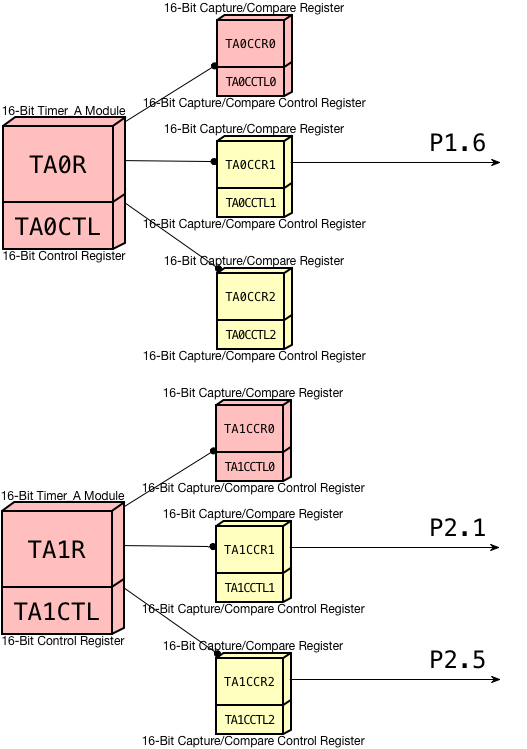 16-Bit Capture/Compare Register
TA0CCR0
TA0CCTL0
16-Bit Capture/Compare Control Register
16-Bit Timer_A Module
TA0R
TA0CTL
16-Bit Control Register
16-Bit Capture/Compare Register
TA0CCR1
TA0CCTL1
16-Bit Capture/Compare Control Register
P1.6
16-Bit Capture/Compare Register
TA0CCR2
TA0CCTL2
16-Bit Capture/Compare Control Register
16-Bit Capture/Compare Register
TA1CCR0
TA1CCTL0
16-Bit Capture/Compare Control Register
16-Bit Timer_A Module
TA1R
TA1CTL
16-Bit Control Register
16-Bit Capture/Compare Register
TA1CCR1
TA1CCTL1
16-Bit Capture/Compare Control Register
P2.1
16-Bit Capture/Compare Register
TA1CCR2
TA1CCTL2
16-Bit Capture/Compare Control Register
P2.5